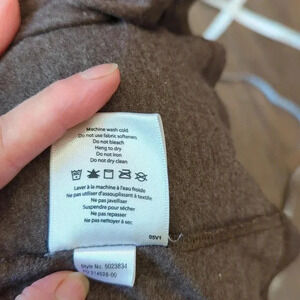 Machine wash cold
Do not use fabric softeners
Do not bleach
Hang to dry
Do not iron
Do not dry clean
Laver à la machine à l'eau froide
Ne pas utiliser d'assouplissant à textile
Ne pas javelliser
Suspendre pour sécher
Ne pas repasser
Ne pas nettoyer à sec
05V1
Style No. 5023834